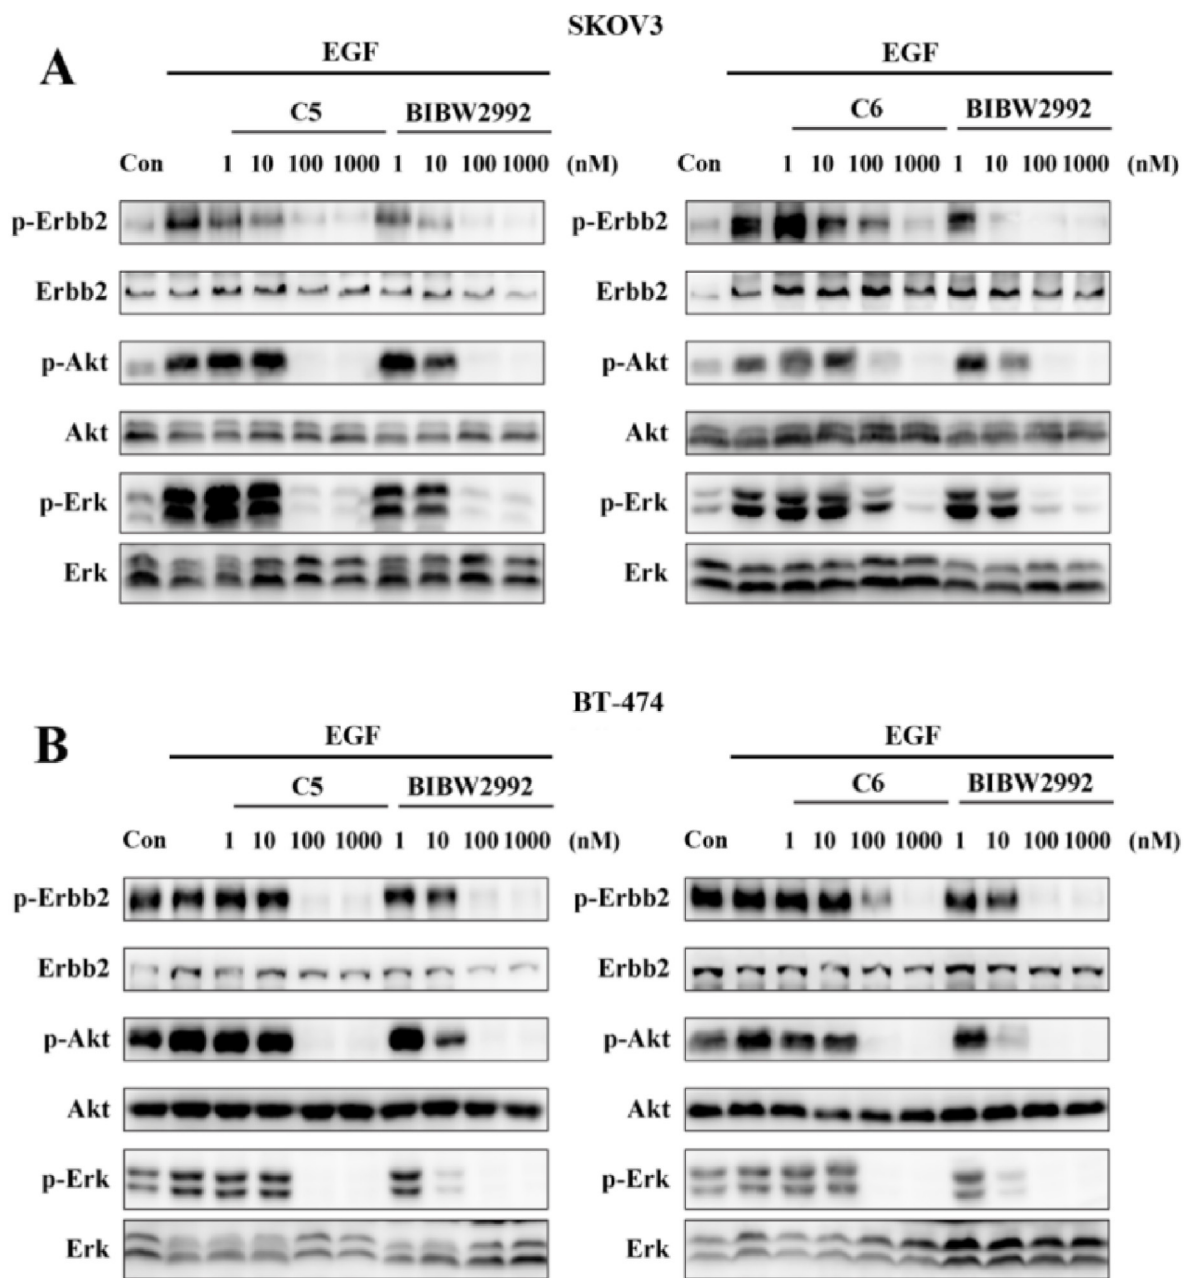 SKOV3
A
EGF
EGF
C5 BIBW2992
C6 BIBW2992
Con 1 10 100 1000 1 10 100 1000 (nM)
Con 1 10 100 1000 1 10 100 1000 (nM)
p-Erbb2
p-Erbb2
Erbb2
Erbb2
p-Akt
p-Akt
Akt
Akt
p-Erk
p-Erk
Erk
Erk
BT-474
B
EGF
EGF
C5 BIBW2992
C6 BIBW2992
Con 1 10 100 1000 1 10 100 1000 (nM)
Con 1 10 100 1000 1 10 100 1000 (nM)
p-Erbb2
p-Erbb2
Erbb2
Erbb2
p-Akt
p-Akt
Akt
Akt
p-Erk
p-Erk
Erk
Erk